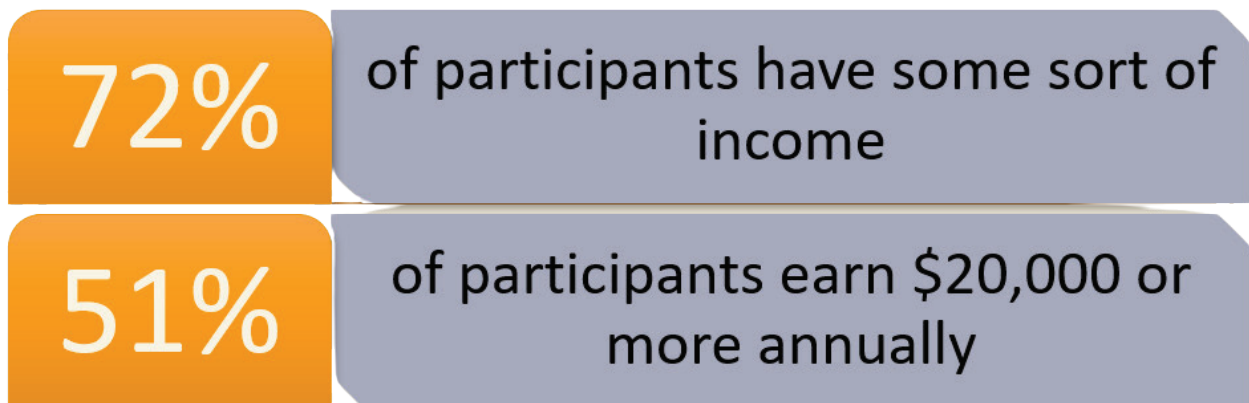 72%
of participants have some sort of
income
51%
of participants earn $20,000 or
more annually